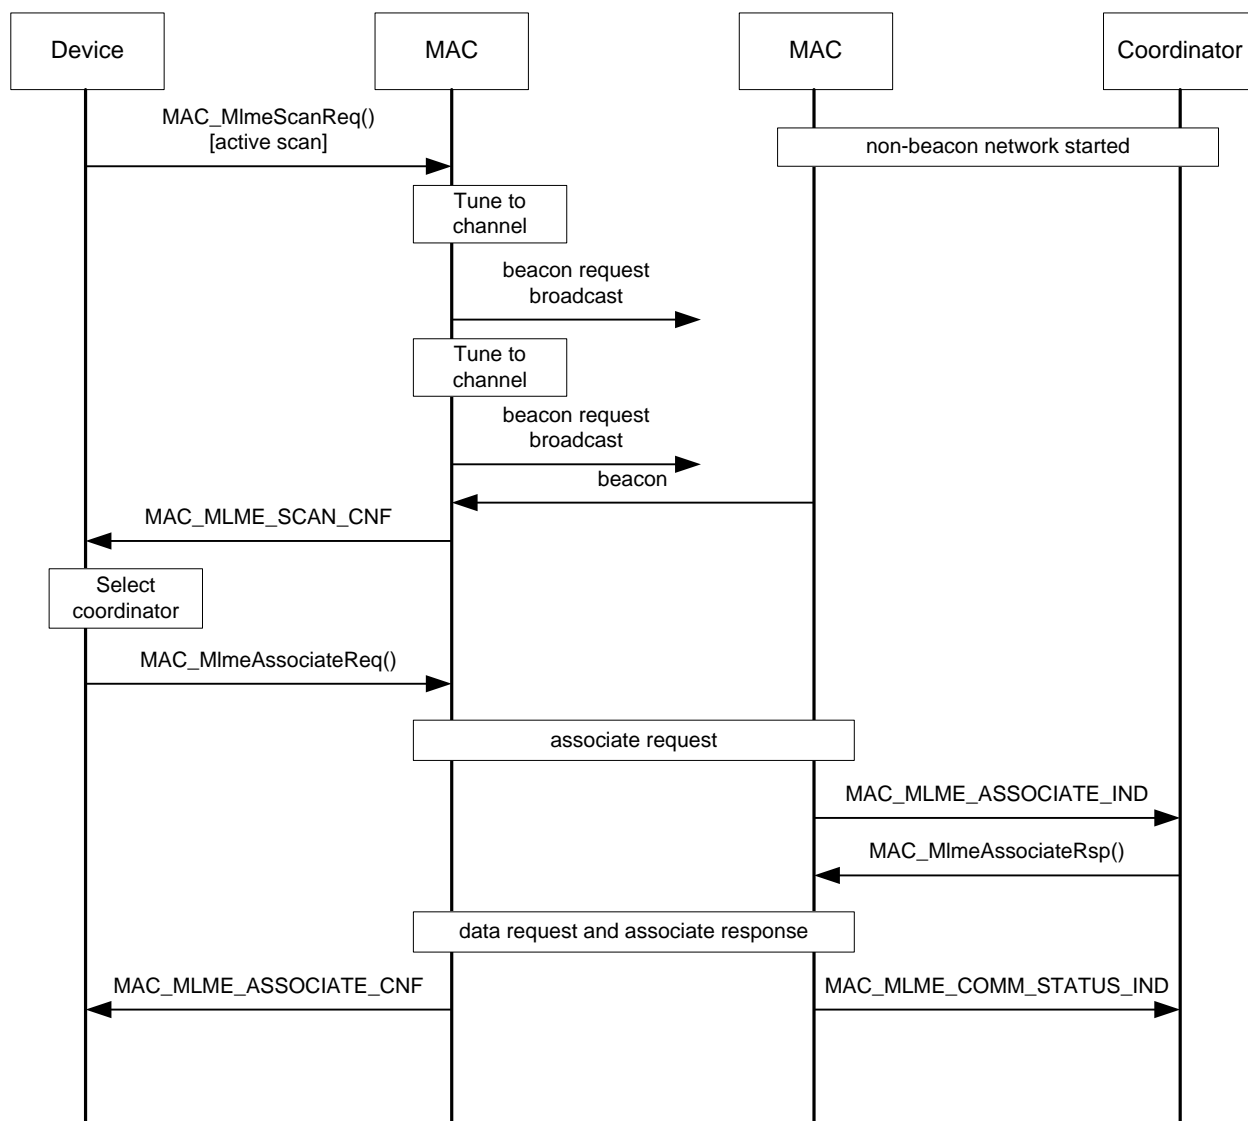 Device
MAC
MAC
Coordinator
MAC_MlmeScanReq()
[active scan]
non-beacon network started
Tune to
channel
beacon request
broadcast
Tune to
channel
beacon request
broadcast
beacon
MAC_MLME_SCAN_CNF
Select
coordinator
MAC_MlmeAssociateReq()
associate request
MAC_MLME_ASSOCIATE_IND
MAC_MlmeAssociateRsp()
data request and associate response
MAC_MLME_ASSOCIATE_CNF
MAC_MLME_COMM_STATUS_IND